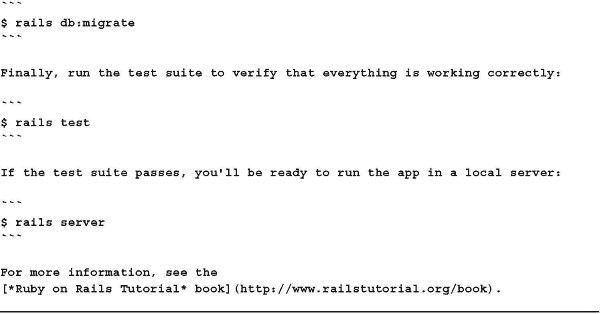 ```
$ rails db:migrate
```
Finally, run the test suite to verify that everything is working correctly:
```
$ rails test
```
If the test suite passes, you'll be ready to run the app in a local server:
```
$ rails server
```
For more information, see the
[*Ruby on Rails Tutorial* book](http://www.railstutorial.org/book).